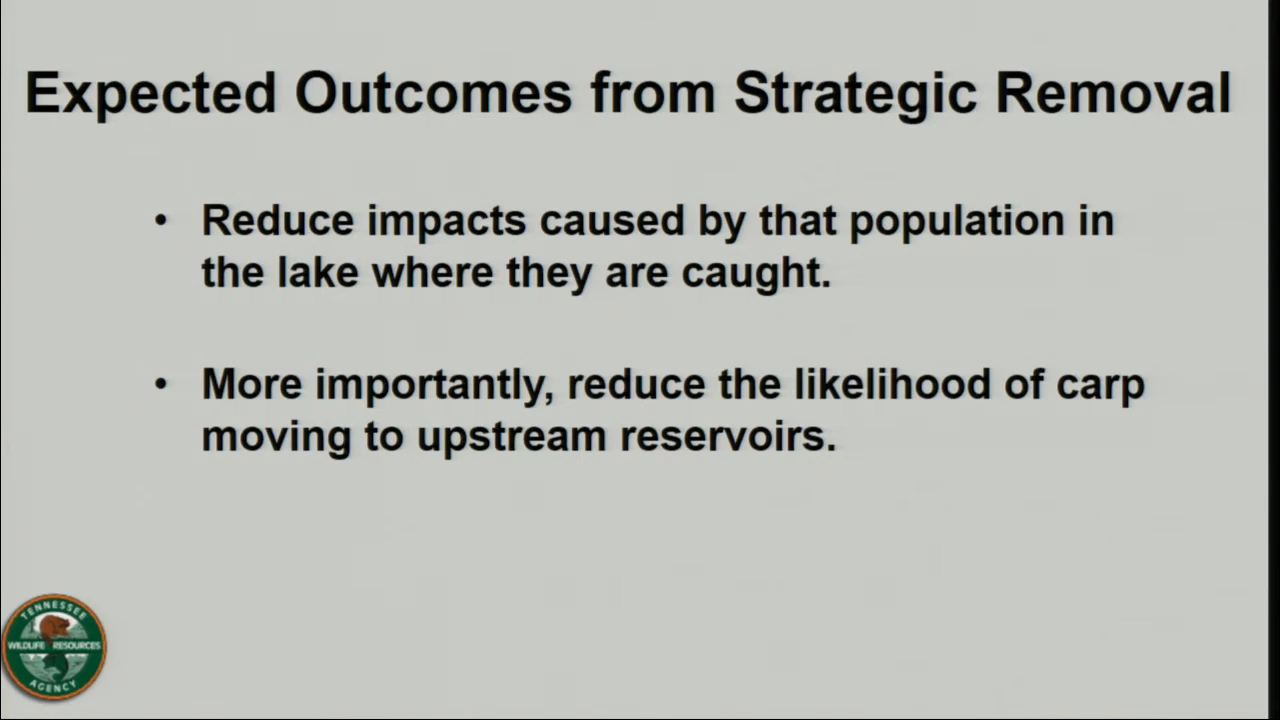 Expected Outcomes from Strategic Removal
• Reduce impacts caused by that population in
the lake where they are caught.
• More importantly, reduce the likelihood of carp
moving to upstream reservoirs.
TENNESSEE
WILDLIFE RESOURCES
AGENCY